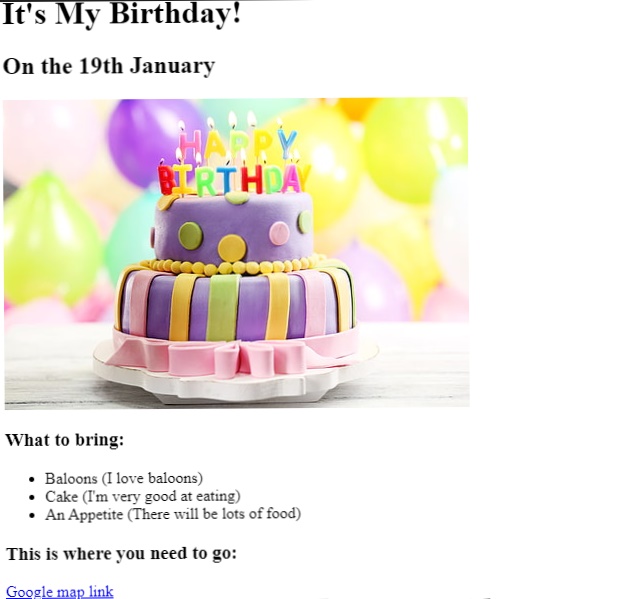 It's My Birthday!
On the 19th January
HAPPY
BIRTHDAY
What to bring:
Baloons (I love baloons)
Cake (I'm very good at eating)
An Appetite (There will be lots of food)
This is where you need to go:
Google map link